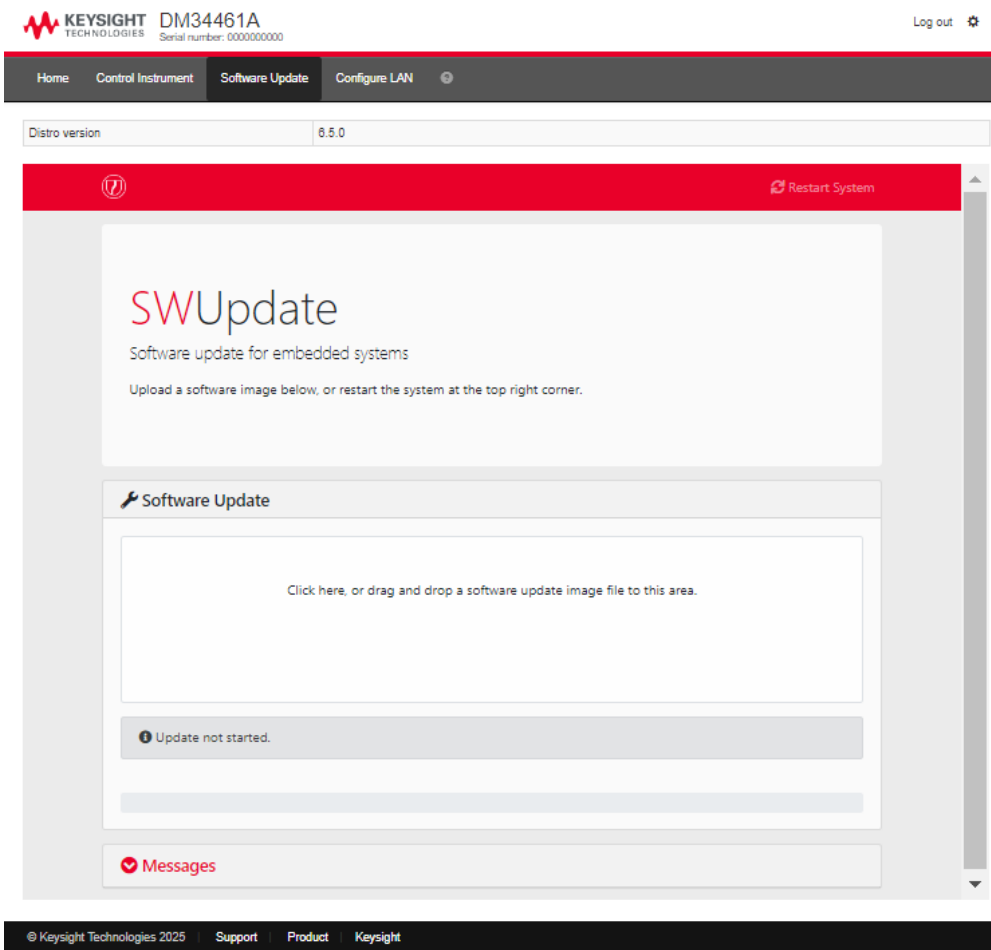 KEYSIGHT
TECHNOLOGIES
DM34461A
Serial number: 0000000000
Log out
Home Control Instrument Software Update Configure LAN
Distro version 6.5.0
Restart System
SWUpdate
Software update for embedded systems
Upload a software image below, or restart the system at the top right corner.
Software Update
Click here, or drag and drop a software update image file to this area.
Update not started.
Messages
© Keysight Technologies 2025 | Support | Product | Keysight